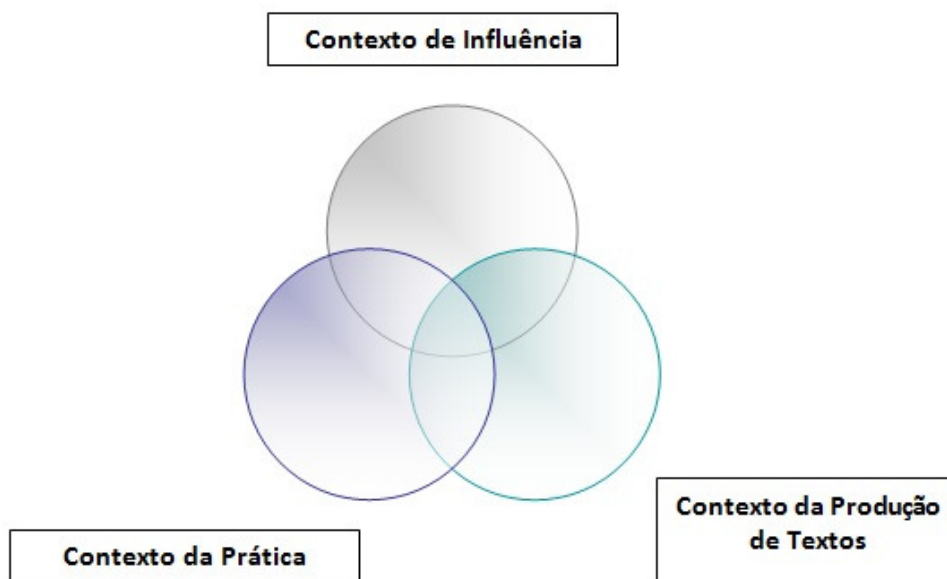 Contexto de Influência
Contexto da Prática
Contexto da Produção
de Textos